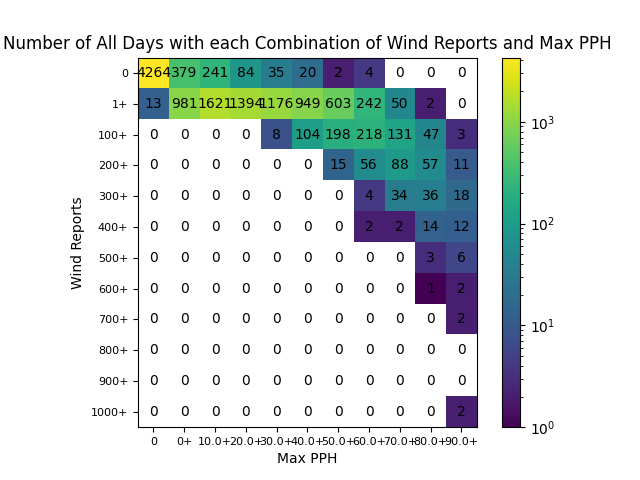 Number of All Days with each Combination of Wind Reports and Max PPH
0 4264 379 241 84 35 20 2 4 0 0 0
1+ 13 981 1621 1394 1176 949 603 242 50 2 0
100+ 0 0 0 0 8 104 198 218 131 47 3
200+ 0 0 0 0 0 0 15 56 88 57 11
300+ 0 0 0 0 0 0 0 4 34 36 18
400+ 0 0 0 0 0 0 0 2 2 14 12
500+ 0 0 0 0 0 0 0 0 0 3 6
600+ 0 0 0 0 0 0 0 0 0 1 2
700+ 0 0 0 0 0 0 0 0 0 0 2
800+ 0 0 0 0 0 0 0 0 0 0 0
900+ 0 0 0 0 0 0 0 0 0 0 0
1000+ 0 0 0 0 0 0 0 0 0 0 2
0 0+ 10.0+ 20.0+ 30.0+ 40.0+ 50.0+ 60.0+ 70.0+ 80.0+ 90.0+
Max PPH
Wind Reports
10³
10²
10¹
10⁰